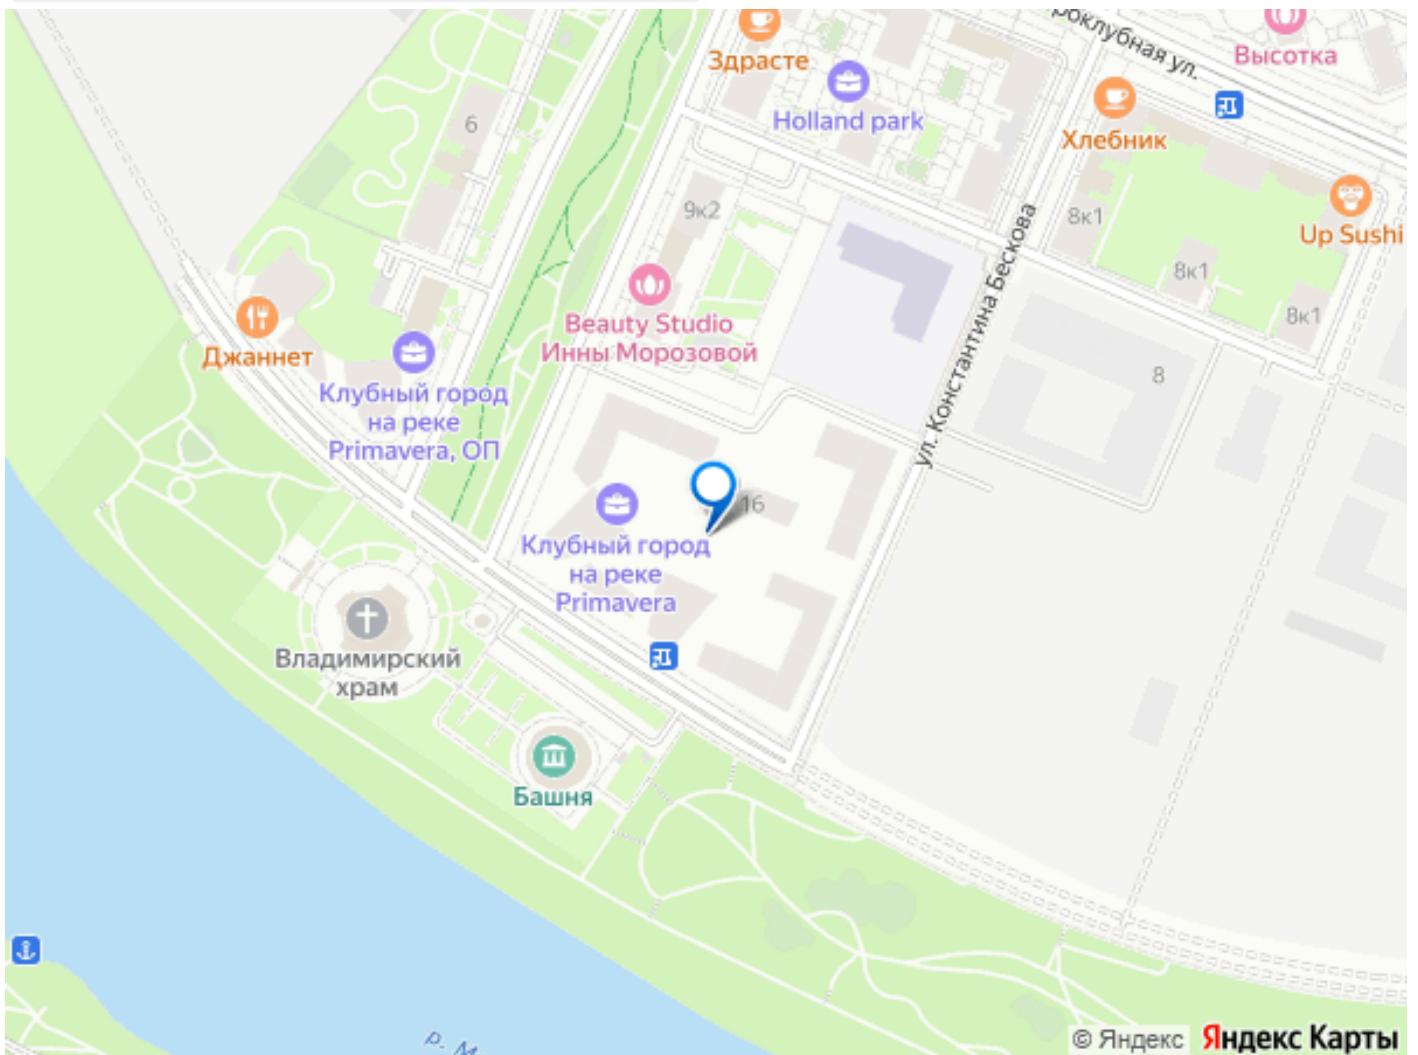 Здрасте
Holland park
роклубная ул.
Высотка
Хлебник
Up Sushi
6
9к2
8к1
8к1
8к1
8
ул. Константина Бескова
Beauty Studio
Инны Морозовой
Джаннет
Клубный город
на реке
Primavera, ОП
16
Клубный город
на реке
Primavera
Владимирский
храм
Башня
р. М
© Яндекс
Яндекс Карты